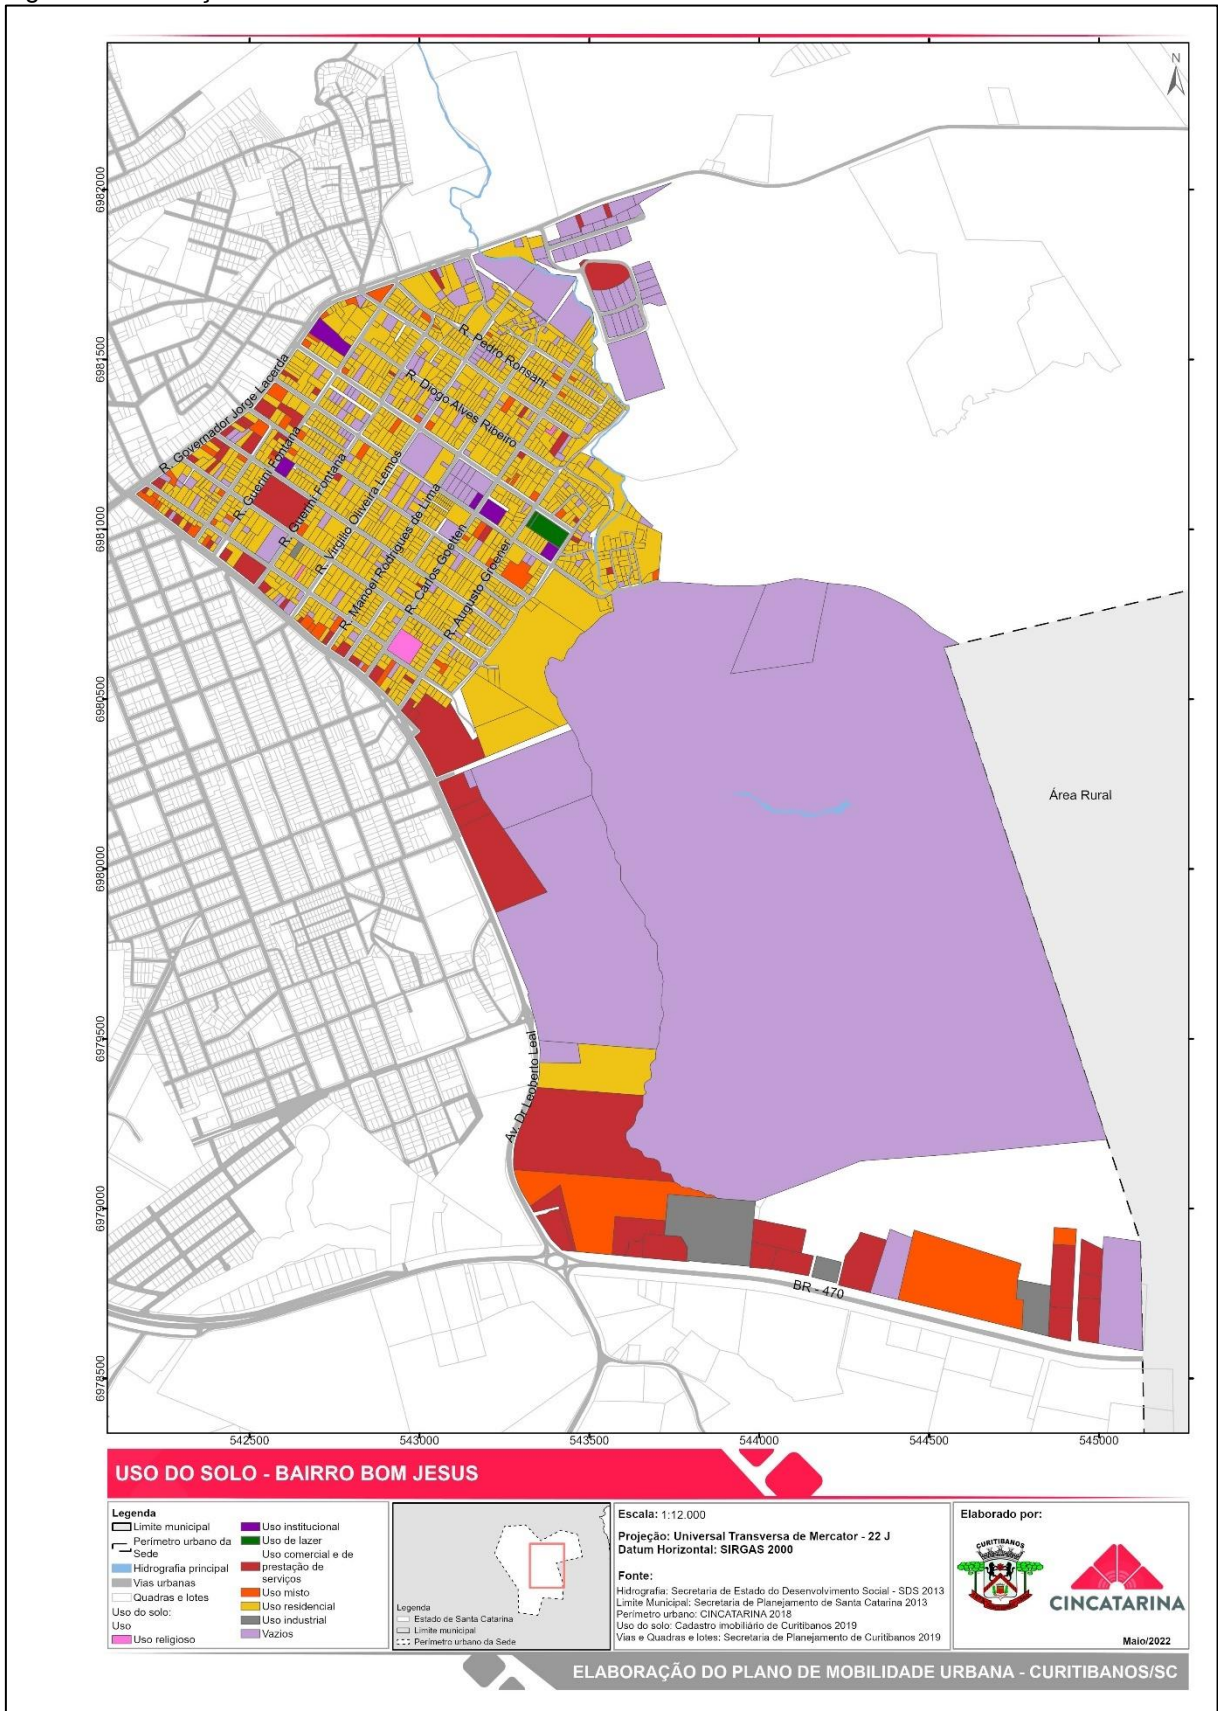 N
6982000
6981500
6981000
6980500
6980000
6979500
6979000
6978500
R. Pedro Ronsani
R. Diogo Alves Ribeiro
R. Governador Jorge Lacerda
R. Guerini Fontana
R. Guerini Fontana
R. Virgílio Oliveira Lemos
R. Manoel Rodrigues de Lima
R. Carlos Goetten
R. Augusto Groener
Área Rural
Av. Dr Leoberto Leal
BR - 470
542500 543000 543500 544000 544500 545000
USO DO SOLO - BAIRRO BOM JESUS
Legenda
Limite municipal
Perímetro urbano da
Sede
Hidrografia principal
Vias urbanas
Quadras e lotes
Uso do solo:
Uso
Uso religioso
Uso institucional
Uso de lazer
Uso comercial e de
prestação de
serviços
Uso misto
Uso residencial
Uso industrial
Vazios
Legenda
Estado de Santa Catarina
Limite municipal
Perímetro urbano da Sede
Escala: 1:12.000
Projeção: Universal Transversa de Mercator - 22 J
Datum Horizontal: SIRGAS 2000
Fonte:
Hidrografia: Secretaria de Estado do Desenvolvimento Social - SDS 2013
Limite Municipal: Secretaria de Planejamento de Santa Catarina 2013
Perímetro urbano: CINCATARINA 2018
Uso do solo: Cadastro imobiliário de Curitibanos 2019
Vias e Quadras e lotes: Secretaria de Planejamento de Curitibanos 2019
Elaborado por:
CURITIBANOS
CINCATARINA
Maio/2022
ELABORAÇÃO DO PLANO DE MOBILIDADE URBANA - CURITIBANOS/SC